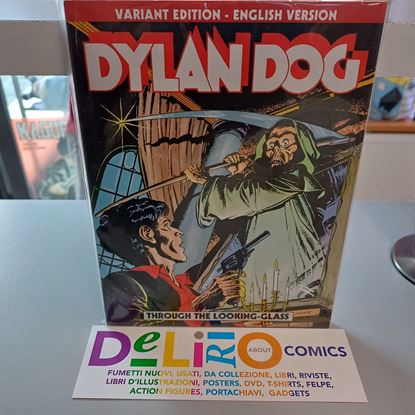 VARIANT EDITION - ENGLISH VERSION
DYLAN DOG
THROUGH THE LOOKING-GLASS
DeLiRIO ABOUT COMICS
FUMETTI NUOVI, USATI, DA COLLEZIONE, LIBRI, RIVISTE,
LIBRI D'ILLUSTRAZIONI, POSTERS, DVD, T-SHIRTS, FELPE,
ACTION FIGURES, PORTACHIAVI, GADGETS